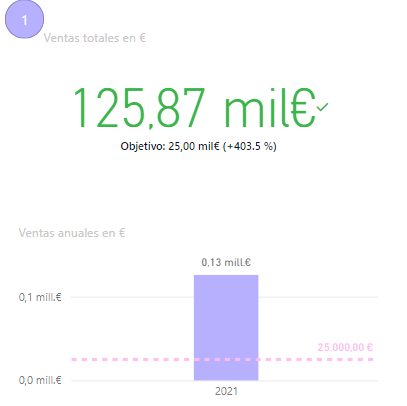 1
Ventas totales en €
125,87 mil€
Objetivo: 25,00 mil€ (+403.5 %)
Ventas anuales en €
0,13 mill.€
0,1 mill.€
25.000,00 €
0,0 mill.€
2021